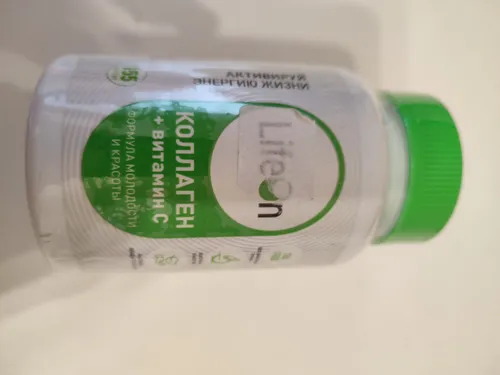 АКТИВИРУЙ
ЭНЕРГИЮ ЖИЗНИ
LifeOn
КОЛЛАГЕН
+ ВИТАМИН С
ФОРМУЛА МОЛОДОСТИ
И КРАСОТЫ